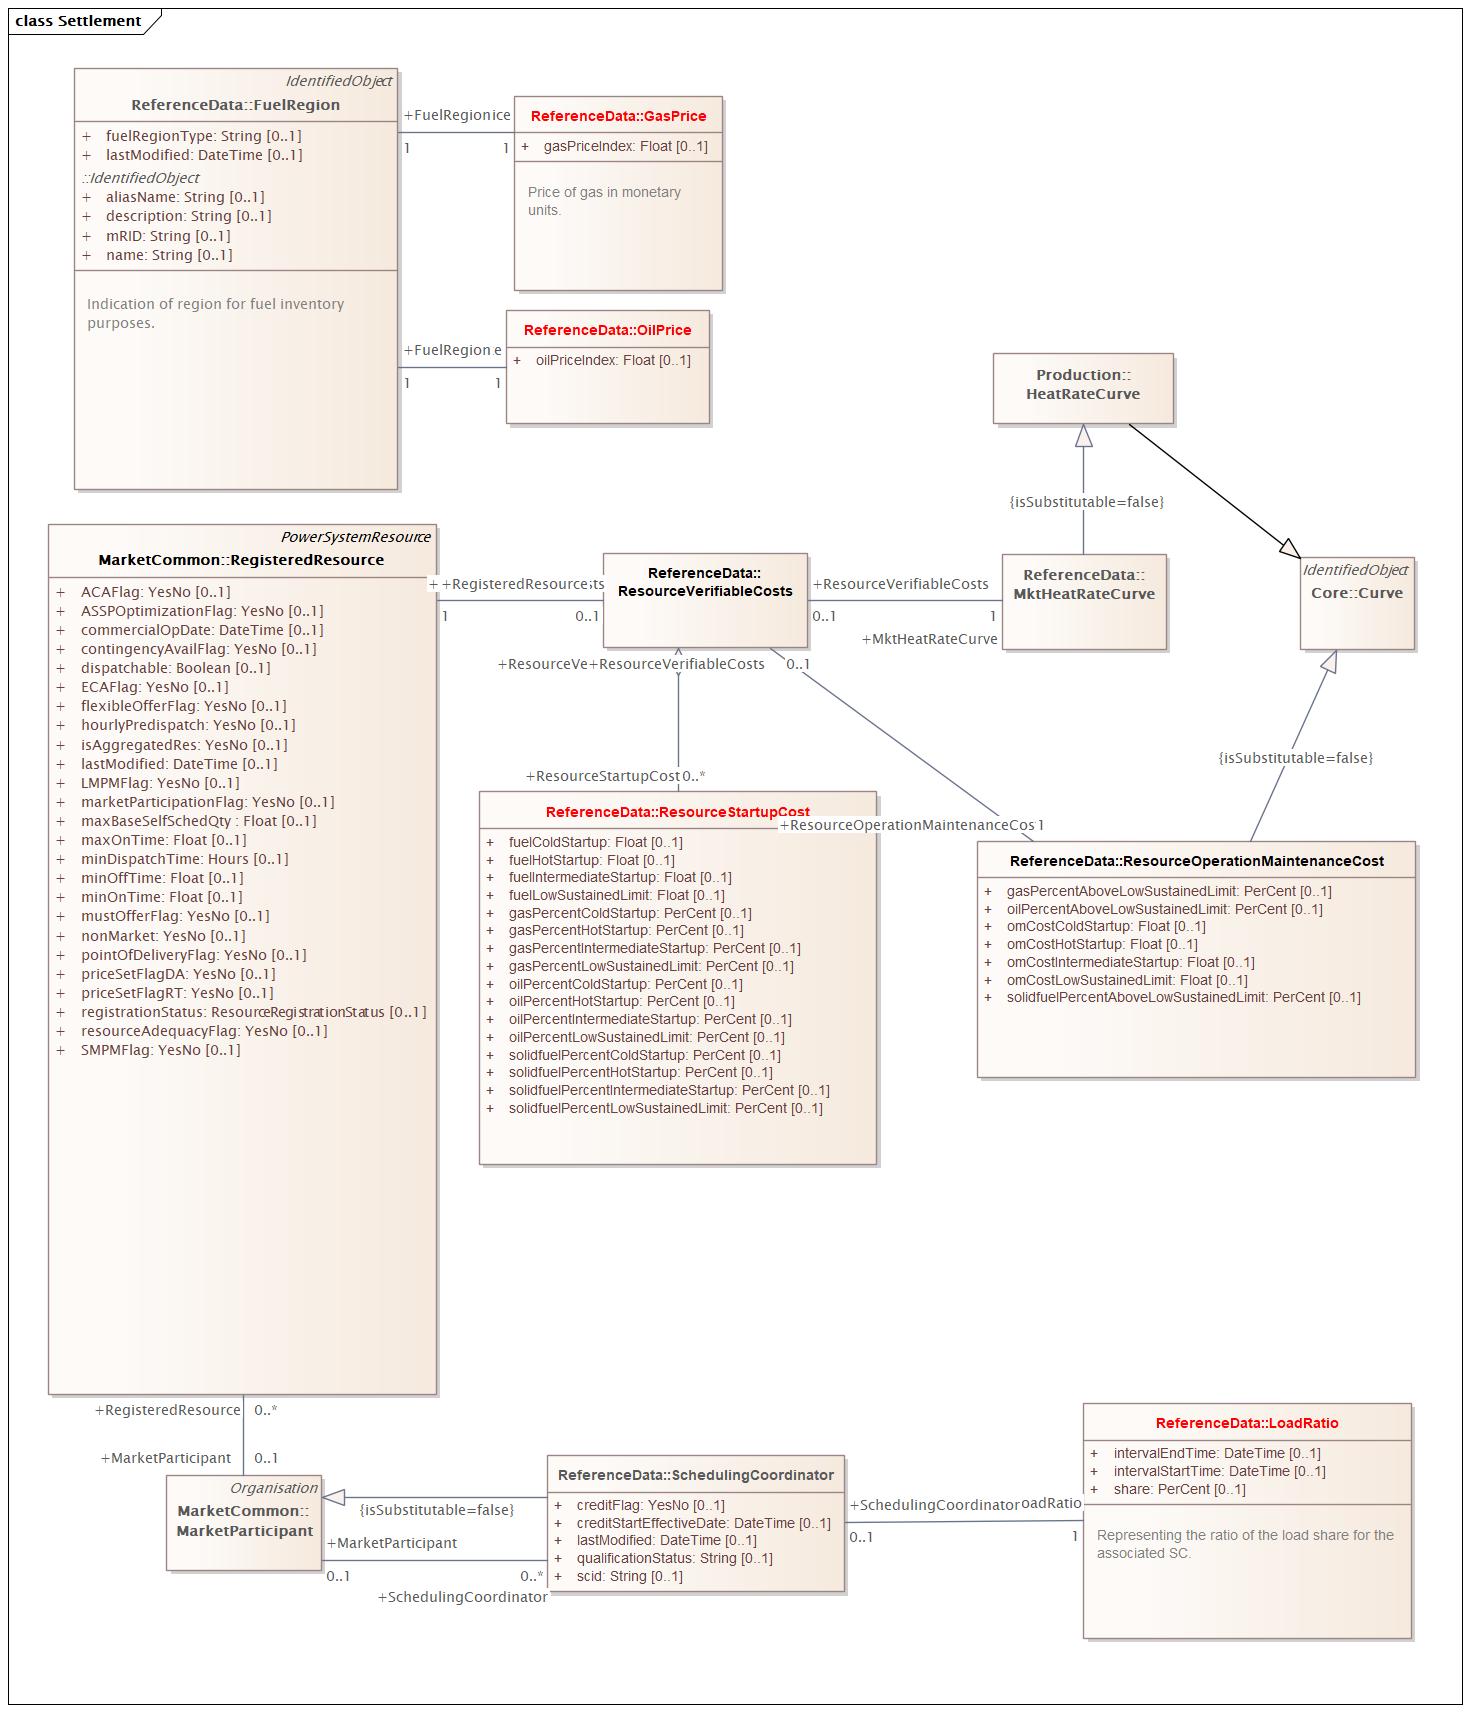 class Settlement
IdentifiedObject
ReferenceData::FuelRegion
+ fuelRegionType: String [0..1]
+ lastModified: DateTime [0..1]
::IdentifiedObject
+ aliasName: String [0..1]
+ description: String [0..1]
+ mRID: String [0..1]
+ name: String [0..1]
Indication of region for fuel inventory
purposes.
+FuelRegion
1
1
ReferenceData::GasPrice
+ gasPriceIndex: Float [0..1]
Price of gas in monetary
units.
+FuelRegion
1
1
ReferenceData::OilPrice
+ oilPriceIndex: Float [0..1]
Production::
HeatRateCurve
{isSubstitutable=false}
PowerSystemResource
MarketCommon::RegisteredResource
+ ACAFlag: YesNo [0..1]
+ ASSPOptimizationFlag: YesNo [0..1]
+ commercialOpDate: DateTime [0..1]
+ contingencyAvailFlag: YesNo [0..1]
+ dispatchable: Boolean [0..1]
+ ECAFlag: YesNo [0..1]
+ flexibleOfferFlag: YesNo [0..1]
+ hourlyPredispatch: YesNo [0..1]
+ isAggregatedRes: YesNo [0..1]
+ lastModified: DateTime [0..1]
+ LMPMFlag: YesNo [0..1]
+ marketParticipationFlag: YesNo [0..1]
+ maxBaseSelfSchedQty : Float [0..1]
+ maxOnTime: Float [0..1]
+ minDispatchTime: Hours [0..1]
+ minOffTime: Float [0..1]
+ minOnTime: Float [0..1]
+ mustOfferFlag: YesNo [0..1]
+ nonMarket: YesNo [0..1]
+ pointOfDeliveryFlag: YesNo [0..1]
+ priceSetFlagDA: YesNo [0..1]
+ priceSetFlagRT: YesNo [0..1]
+ registrationStatus: ResourceRegistrationStatus [0..1]
+ resourceAdequacyFlag: YesNo [0..1]
+ SMPMFlag: YesNo [0..1]
+ +RegisteredResource
1
0..1
ReferenceData::
ResourceVerifiableCosts
+ResourceVerifiableCosts
0..1
1
+MktHeatRateCurve
ReferenceData::
MktHeatRateCurve
IdentifiedObject
Core::Curve
+ResourceVe+ResourceVerifiableCosts
0..1
{isSubstitutable=false}
+ResourceStartupCost 0..*
ReferenceData::ResourceStartupCost
+ fuelColdStartup: Float [0..1]
+ fuelHotStartup: Float [0..1]
+ fuelIntermediateStartup: Float [0..1]
+ fuelLowSustainedLimit: Float [0..1]
+ gasPercentColdStartup: PerCent [0..1]
+ gasPercentHotStartup: PerCent [0..1]
+ gasPercentIntermediateStartup: PerCent [0..1]
+ gasPercentLowSustainedLimit: PerCent [0..1]
+ oilPercentColdStartup: PerCent [0..1]
+ oilPercentHotStartup: PerCent [0..1]
+ oilPercentIntermediateStartup: PerCent [0..1]
+ oilPercentLowSustainedLimit: PerCent [0..1]
+ solidfuelPercentColdStartup: PerCent [0..1]
+ solidfuelPercentHotStartup: PerCent [0..1]
+ solidfuelPercentIntermediateStartup: PerCent [0..1]
+ solidfuelPercentLowSustainedLimit: PerCent [0..1]
+ResourceOperationMaintenanceCos 1
ReferenceData::ResourceOperationMaintenanceCost
+ gasPercentAboveLowSustainedLimit: PerCent [0..1]
+ oilPercentAboveLowSustainedLimit: PerCent [0..1]
+ omCostColdStartup: Float [0..1]
+ omCostHotStartup: Float [0..1]
+ omCostIntermediateStartup: Float [0..1]
+ omCostLowSustainedLimit: Float [0..1]
+ solidfuelPercentAboveLowSustainedLimit: PerCent [0..1]
+RegisteredResource 0..*
+MarketParticipant 0..1
Organisation
MarketCommon::
MarketParticipant
{isSubstitutable=false}
+MarketParticipant
0..1
0..*
+SchedulingCoordinator
ReferenceData::SchedulingCoordinator
+ creditFlag: YesNo [0..1]
+ creditStartEffectiveDate: DateTime [0..1]
+ lastModified: DateTime [0..1]
+ qualificationStatus: String [0..1]
+ scid: String [0..1]
+SchedulingCoordinator oadRatio
0..1
1
ReferenceData::LoadRatio
+ intervalEndTime: DateTime [0..1]
+ intervalStartTime: DateTime [0..1]
+ share: PerCent [0..1]
Representing the ratio of the load share for the
associated SC.